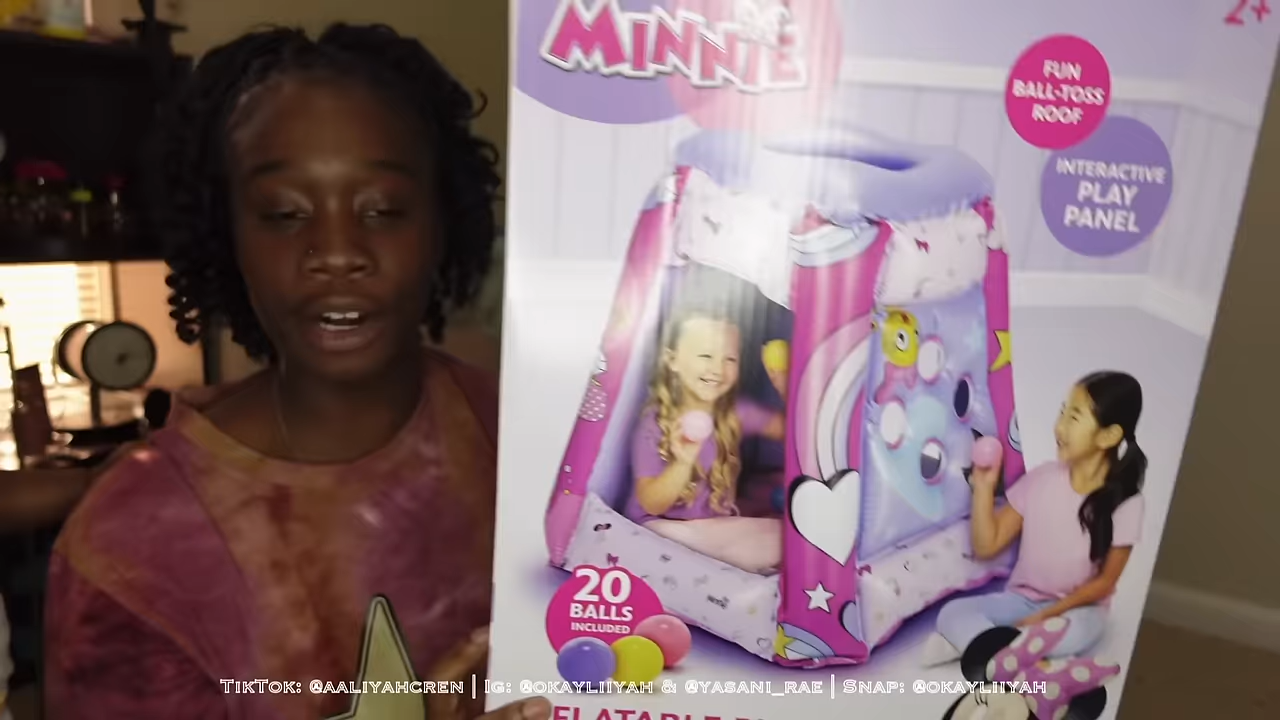 MINNIE
2+
FUN
BALL-TOSS
ROOF
INTERACTIVE
PLAY
PANEL
20
BALLS
INCLUDED
TikTok: @aaliyahcren | Ig: @okayliiyah & @yasani_rae | Snap: @okayliiyah